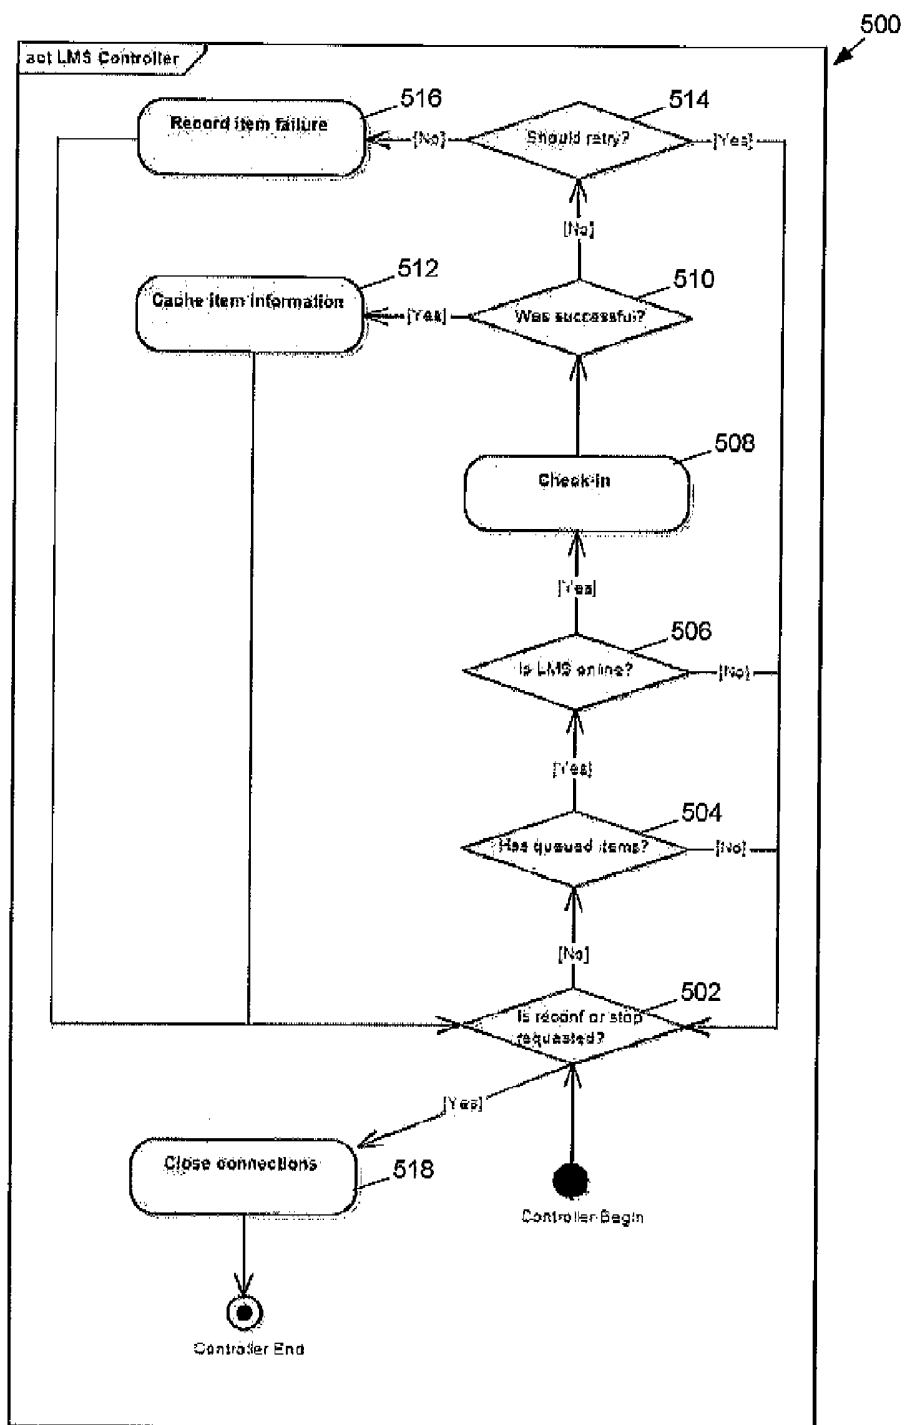 500
act LMS Controller
516
Record item failure
[No]
514
Should retry?
[Yes]
[No]
512
Cache item information
[Yes]
510
Was successful?
508
Check-in
[Yes]
506
Is LMS online?
[No]
[Yes]
504
Has queued items?
[No]
[No]
502
Is reconf or stop
requested?
[Yes]
Close connections
518
Controller Begin
Controller End